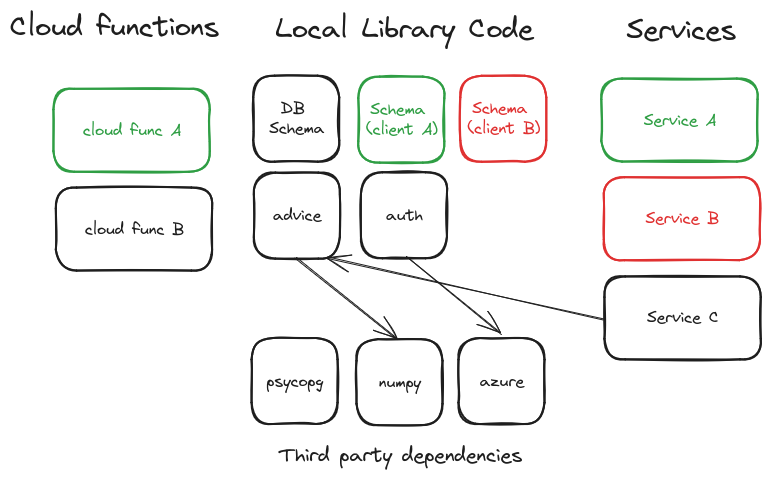 Cloud functions
Local Library Code
Services
cloud func A
cloud func B
DB
Schema
Schema
(client A)
Schema
(client B)
advice
auth
Service A
Service B
Service C
psycopg
numpy
azure
Third party dependencies